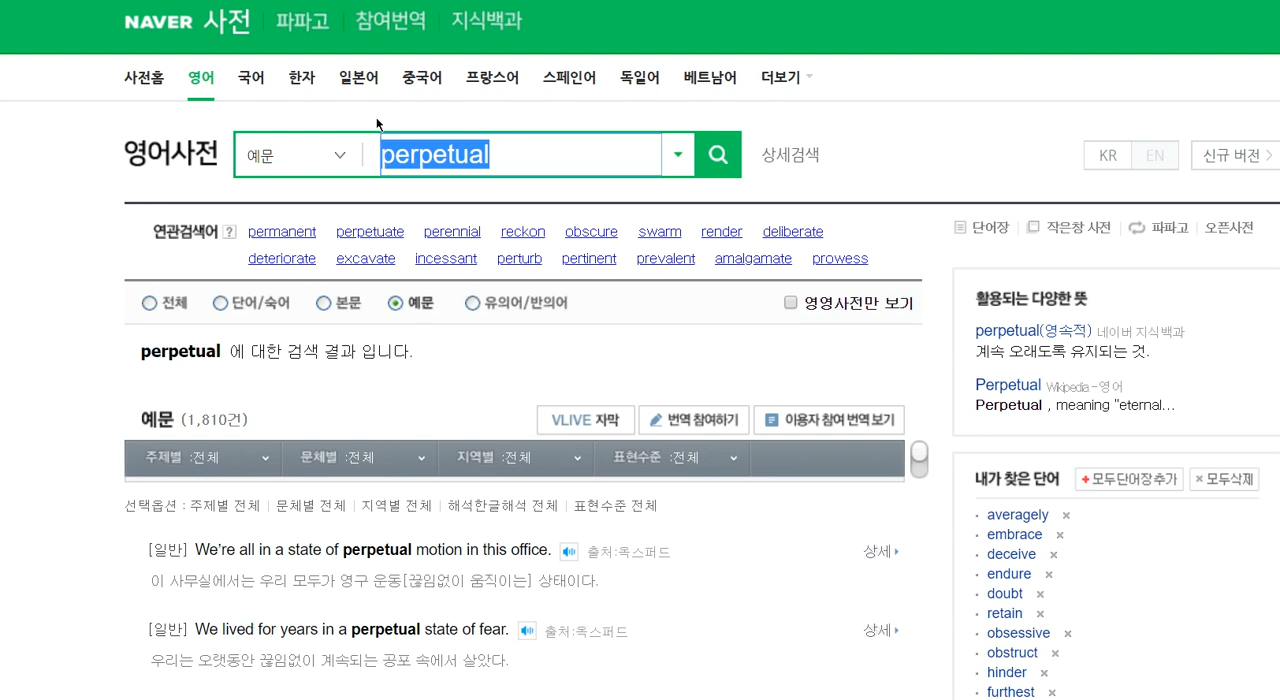 NAVER 사전 파파고 참여번역 지식백과
사전홈 영어 국어 한자 일본어 중국어 프랑스어 스페인어 독일어 베트남어 더보기
영어사전 예문 perpetual 상세검색 KR EN 신규 버전
연관검색어 ? permanent perpetuate perennial reckon obscure swarm render deliberate
deteriorate excavate incessant perturb pertinent prevalent amalgamate prowess
단어장 작은창 사전 파파고 오픈사전
전체 단어/숙어 본문 예문 유의어/반의어 영영사전만 보기
perpetual 에 대한 검색 결과 입니다.
예문 (1,810건) VLIVE 자막 번역 참여하기 이용자 참여 번역 보기
주제별 :전체 문체별 :전체 지역별 :전체 표현수준 :전체
선택옵션 : 주제별 전체 | 문체별 전체 | 지역별 전체 | 해석한글해석 전체 | 표현수준 전체
[일반] We're all in a state of perpetual motion in this office. 출처:옥스퍼드 상세
이 사무실에서는 우리 모두가 영구 운동[끊임없이 움직이는] 상태이다.
[일반] We lived for years in a perpetual state of fear. 출처:옥스퍼드 상세
우리는 오랫동안 끊임없이 계속되는 공포 속에서 살았다.
활용되는 다양한 뜻
perpetual(영속적) 네이버 지식백과
계속 오래도록 유지되는 것.
Perpetual Wikipedia-영어
Perpetual , meaning "eternal...
내가 찾은 단어 +모두단어장추가 ×모두삭제
· averagely ×
· embrace ×
· deceive ×
· endure ×
· doubt ×
· retain ×
· obsessive ×
· obstruct ×
· hinder ×
· furthest ×